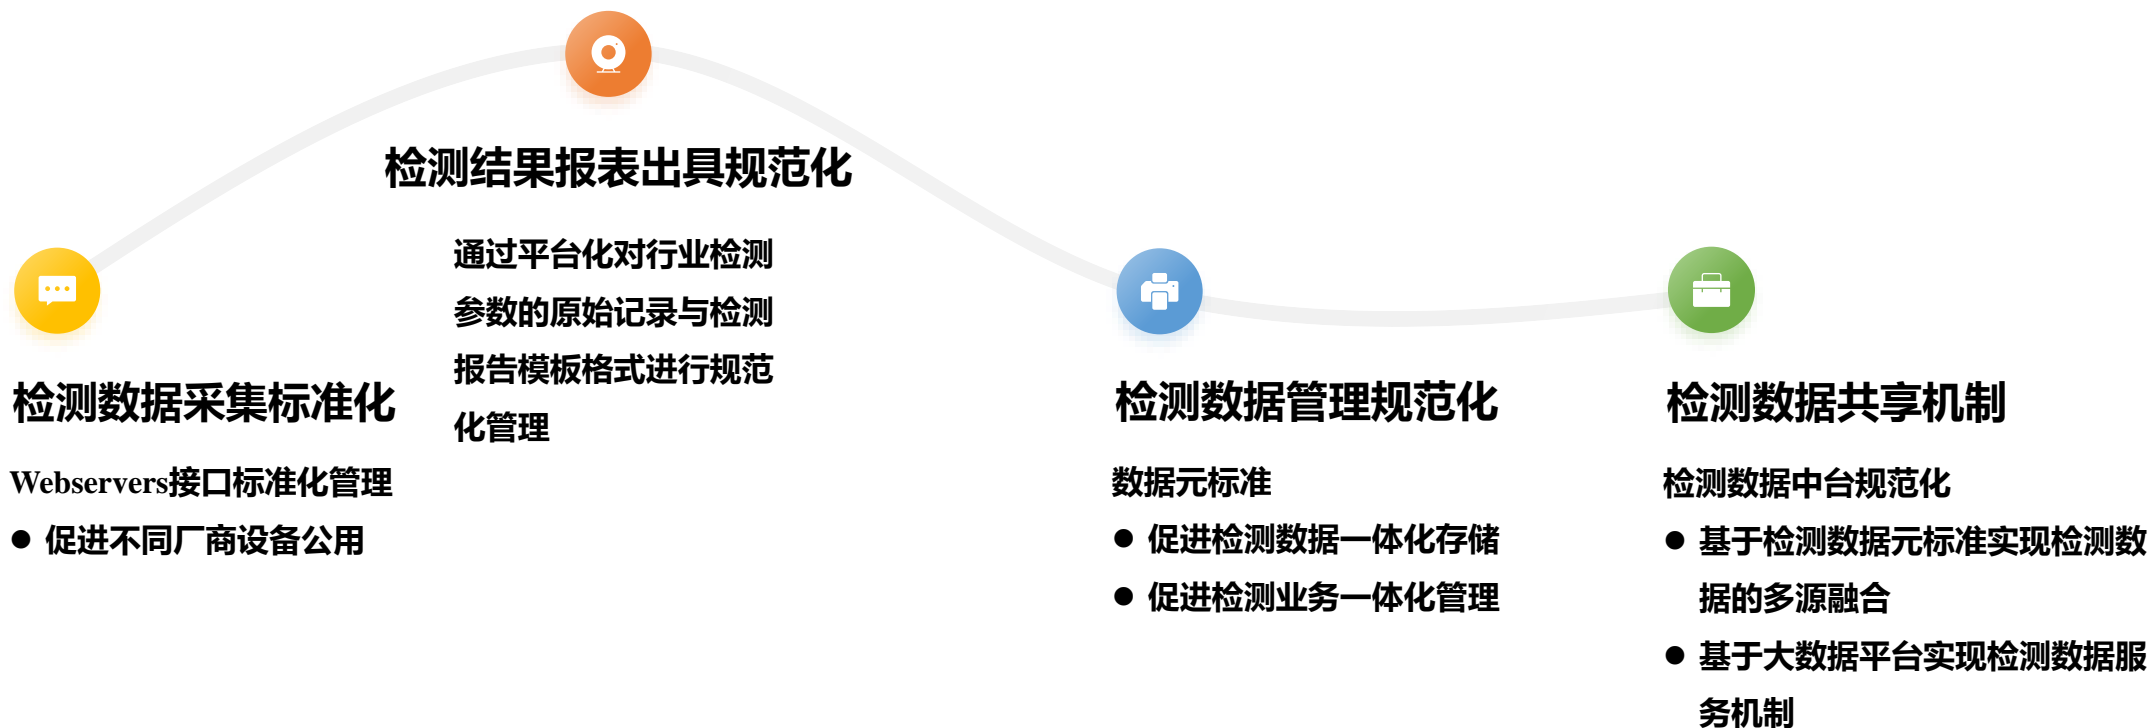 检测结果报表出具规范化
通过平台化对行业检测
参数的原始记录与检测
报告模板格式进行规范
化管理
检测数据采集标准化
Webservers接口标准化管理
● 促进不同厂商设备公用
检测数据管理规范化
数据元标准
● 促进检测数据一体化存储
● 促进检测业务一体化管理
检测数据共享机制
检测数据中台规范化
● 基于检测数据元标准实现检测数
据的多源融合
● 基于大数据平台实现检测数据服
务机制